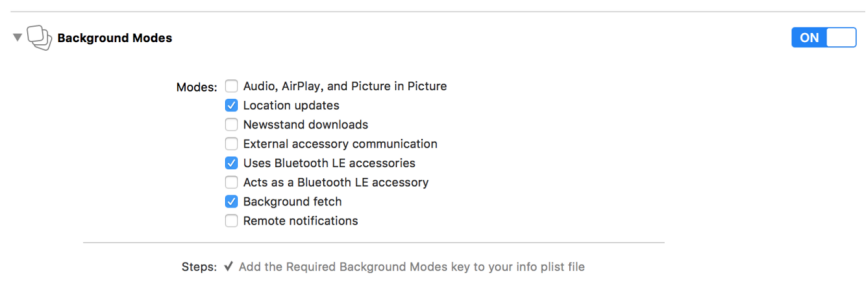 Background Modes ON
Modes: Audio, AirPlay, and Picture in Picture
Location updates
Newsstand downloads
External accessory communication
Uses Bluetooth LE accessories
Acts as a Bluetooth LE accessory
Background fetch
Remote notifications
Steps: ✓ Add the Required Background Modes key to your info plist file